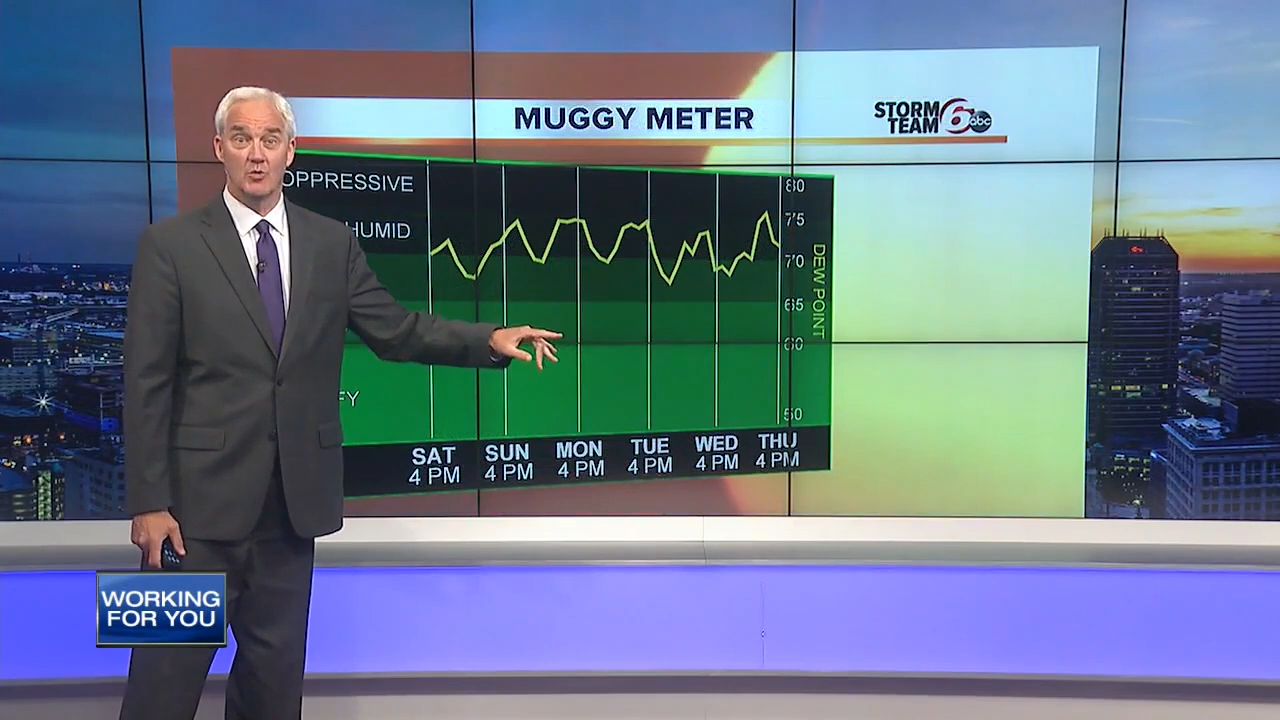 MUGGY METER
STORM
TEAM 6 abc
OPPRESSIVE
HUMID
FY
80
75
70
65
60
50
DEW POINT
SAT SUN MON TUE WED THU
4 PM 4 PM 4 PM 4 PM 4 PM 4 PM
WORKING
FOR YOU